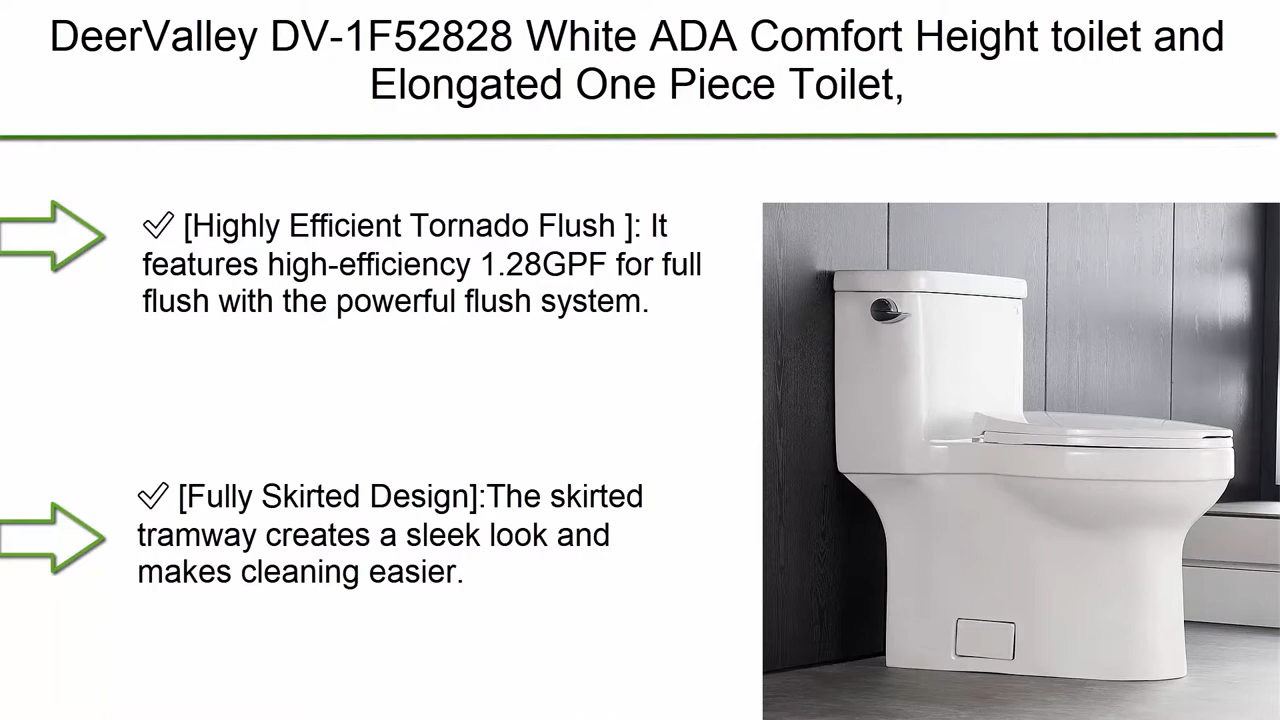 DeerValley DV-1F52828 White ADA Comfort Height toilet and
Elongated One Piece Toilet,
✓ [Highly Efficient Tornado Flush ]: It
features high-efficiency 1.28GPF for full
flush with the powerful flush system.
✓ [Fully Skirted Design]:The skirted
tramway creates a sleek look and
makes cleaning easier.